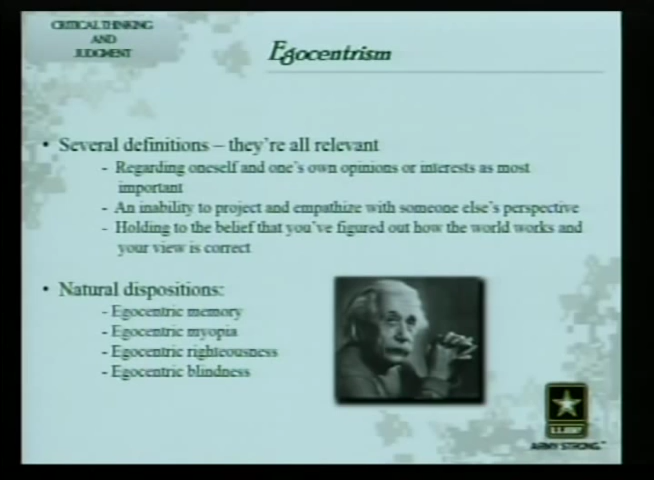 CRITICAL THINKING
AND
JUDGMENT
Egocentrism
• Several definitions – they're all relevant
- Regarding oneself and one's own opinions or interests as most
important
- An inability to project and empathize with someone else's perspective
- Holding to the belief that you've figured out how the world works and
your view is correct
• Natural dispositions:
- Egocentric memory
- Egocentric myopia
- Egocentric righteousness
- Egocentric blindness
U.S. ARMY
ARMY STRONG.™